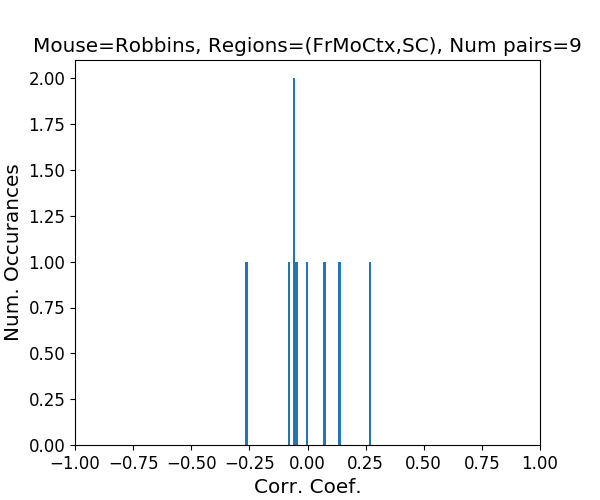 Mouse=Robbins, Regions=(FrMoCtx,SC), Num pairs=9
2.00
1.75
1.50
1.25
1.00
0.75
0.50
0.25
0.00
Num. Occurances
−1.00 −0.75 −0.50 −0.25 0.00 0.25 0.50 0.75 1.00
Corr. Coef.